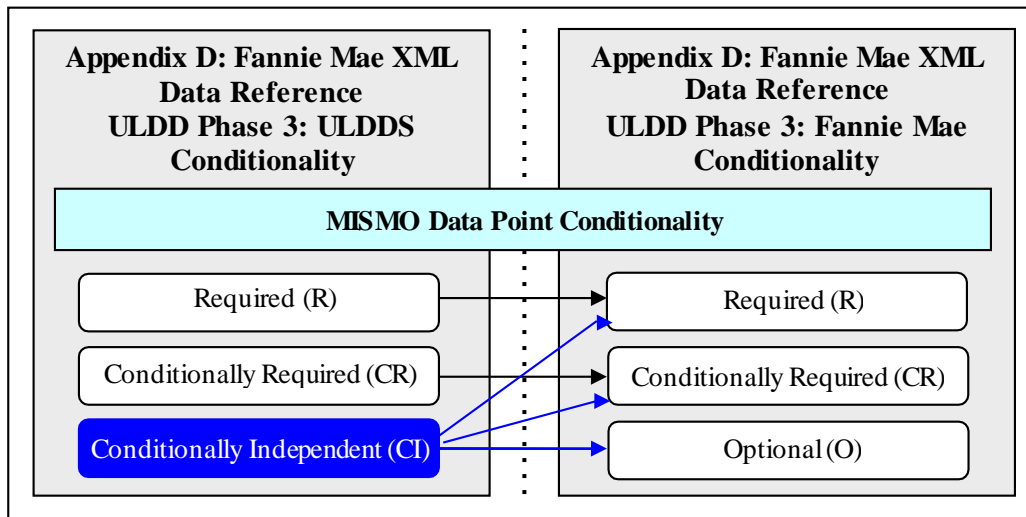 Appendix D: Fannie Mae XML
Data Reference
ULDD Phase 3: ULDDS
Conditionality
Appendix D: Fannie Mae XML
Data Reference
ULDD Phase 3: Fannie Mae
Conditionality
MISMO Data Point Conditionality
Required (R)
Required (R)
Conditionally Required (CR)
Conditionally Required (CR)
Conditionally Independent (CI)
Optional (O)